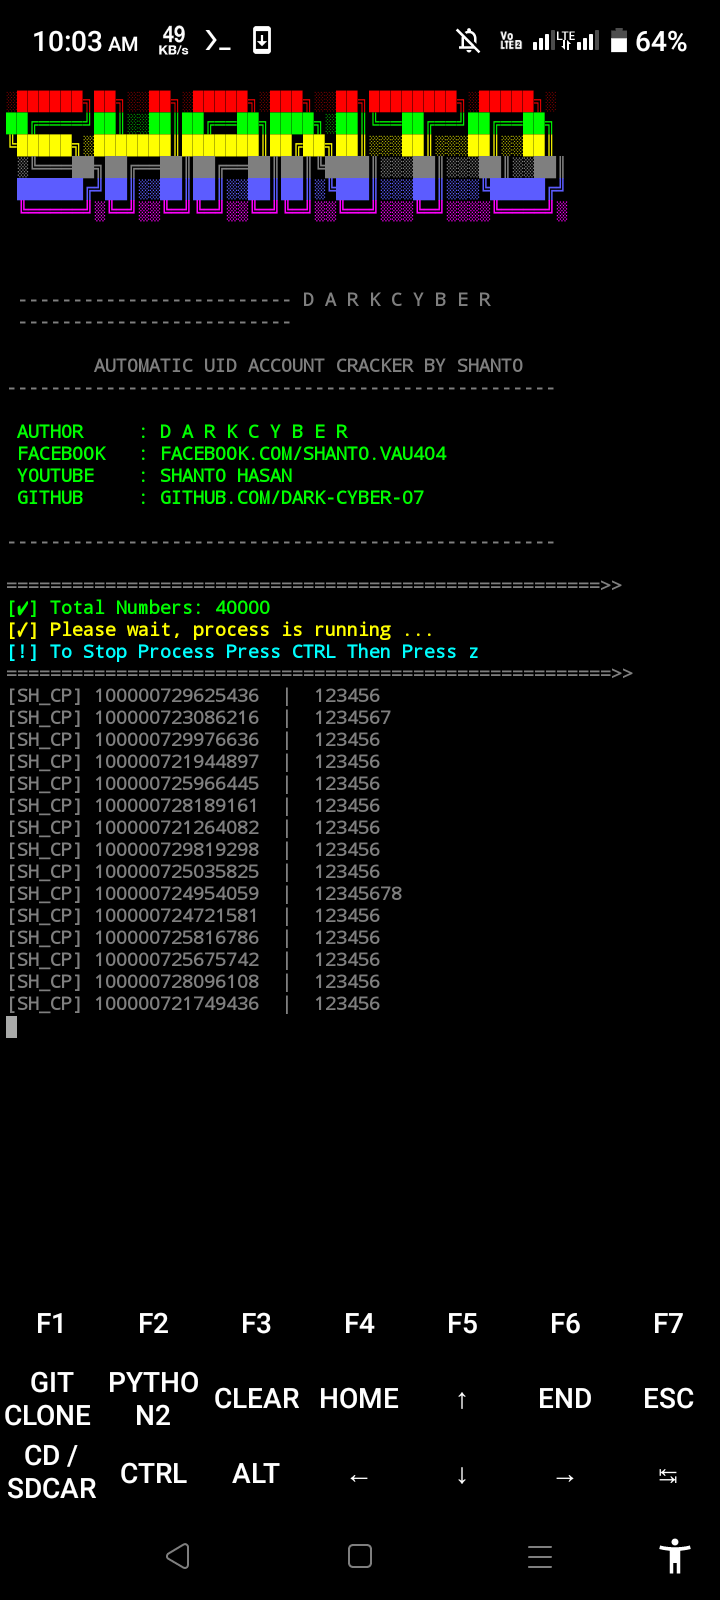 10:03 AM 49 KB/s Vo LTE2 LTE 64%
SHANTO
------------------------- D A R K C Y B E R
-------------------------
AUTOMATIC UID ACCOUNT CRACKER BY SHANTO
--------------------------------------------------
AUTHOR : D A R K C Y B E R
FACEBOOK : FACEBOOK.COM/SHANTO.VAU404
YOUTUBE : SHANTO HASAN
GITHUB : GITHUB.COM/DARK-CYBER-07
--------------------------------------------------
======================================================>>
[✔] Total Numbers: 40000
[✓] Please wait, process is running ...
[!] To Stop Process Press CTRL Then Press z
=======================================================>>
[SH_CP] 100000729625436 | 123456
[SH_CP] 100000723086216 | 1234567
[SH_CP] 100000729976636 | 123456
[SH_CP] 100000721944897 | 123456
[SH_CP] 100000725966445 | 123456
[SH_CP] 100000728189161 | 123456
[SH_CP] 100000721264082 | 123456
[SH_CP] 100000729819298 | 123456
[SH_CP] 100000725035825 | 123456
[SH_CP] 100000724954059 | 12345678
[SH_CP] 100000724721581 | 123456
[SH_CP] 100000725816786 | 123456
[SH_CP] 100000725675742 | 123456
[SH_CP] 100000728096108 | 123456
[SH_CP] 100000721749436 | 123456
F1 F2 F3 F4 F5 F6 F7
GIT CLONE PYTHON2 CLEAR HOME ↑ END ESC
CD / SDCAR CTRL ALT ← ↓ → ↹